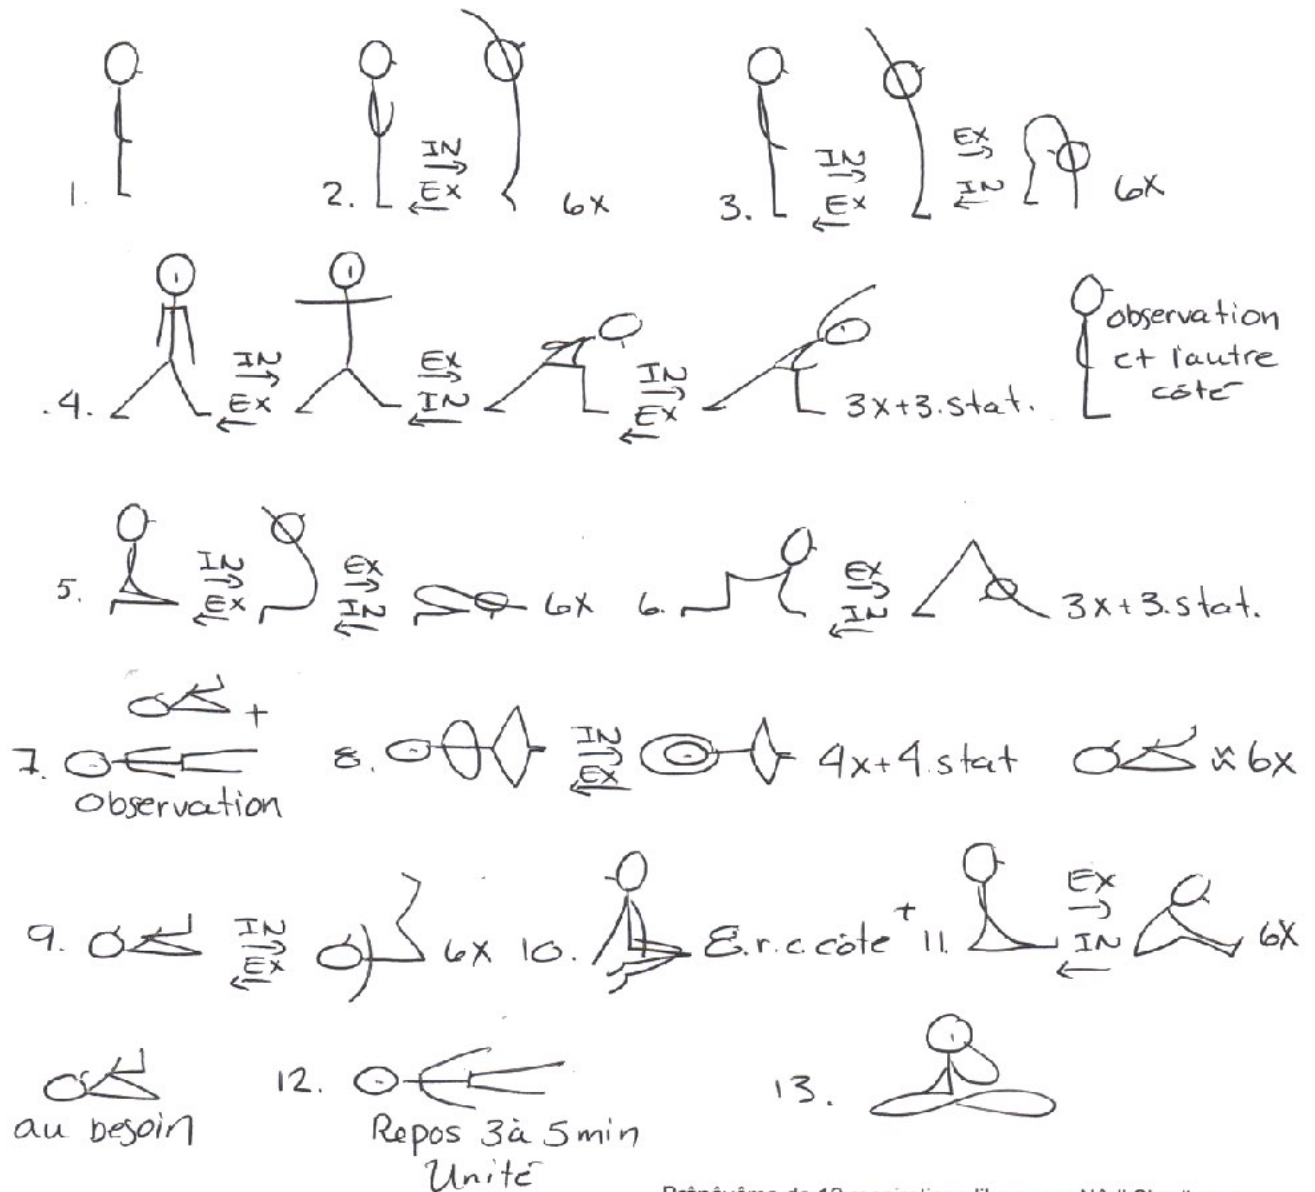 1.
2. IN EX 6x
3. IN EX EX IN 6x
4. IN EX EX IN IN EX 3x+3.stat.
observation
et l'autre
côté
5. IN EX EX IN 6x
6. EX IN 3x+3.stat.
7.
Observation
8. IN EX 4x+4.stat
6x
9. IN EX 6x
10. 8.r.c.côté
+ 11. EX IN 6x
au besoin
12.
Repos 3 à 5 min
Unité
13.